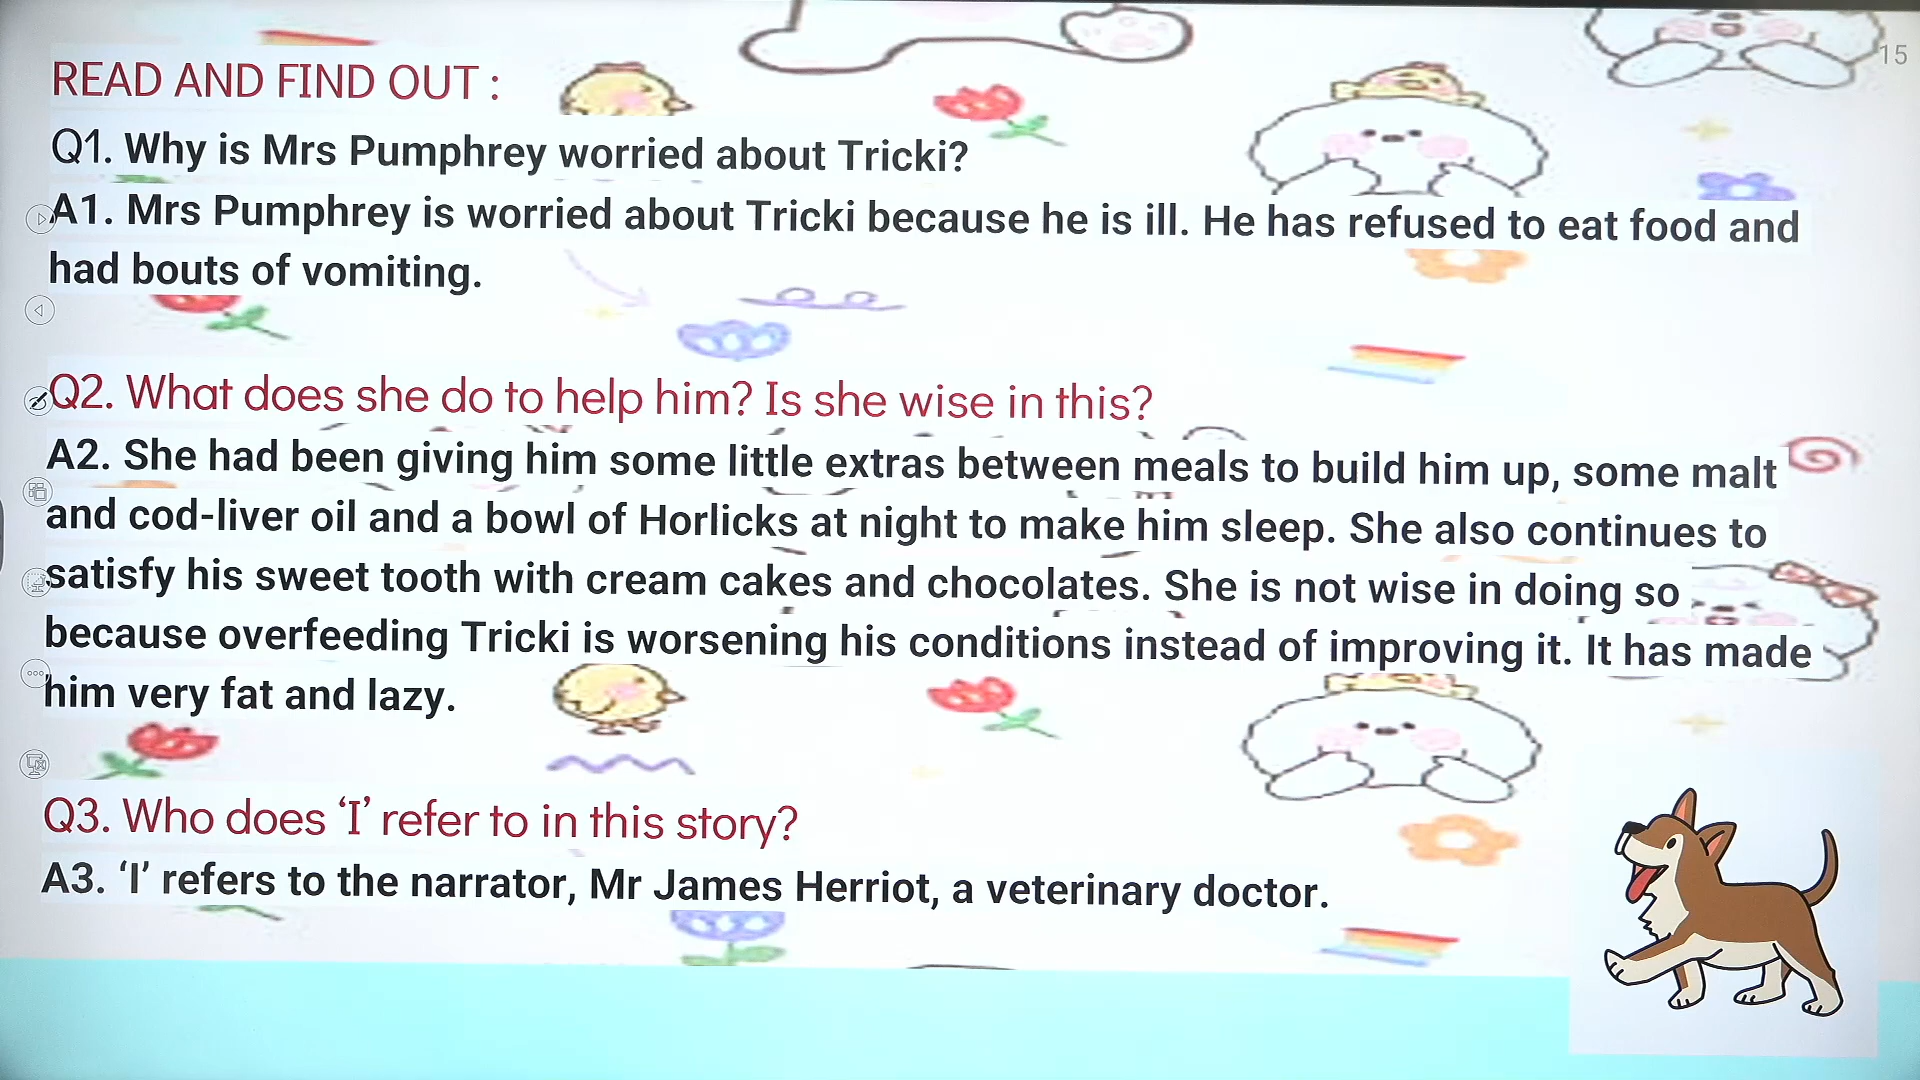 15
READ AND FIND OUT :
Q1. Why is Mrs Pumphrey worried about Tricki?
A1. Mrs Pumphrey is worried about Tricki because he is ill. He has refused to eat food and
had bouts of vomiting.
Q2. What does she do to help him? Is she wise in this?
A2. She had been giving him some little extras between meals to build him up, some malt
and cod-liver oil and a bowl of Horlicks at night to make him sleep. She also continues to
satisfy his sweet tooth with cream cakes and chocolates. She is not wise in doing so
because overfeeding Tricki is worsening his conditions instead of improving it. It has made
him very fat and lazy.
Q3. Who does ‘I’ refer to in this story?
A3. ‘I’ refers to the narrator, Mr James Herriot, a veterinary doctor.